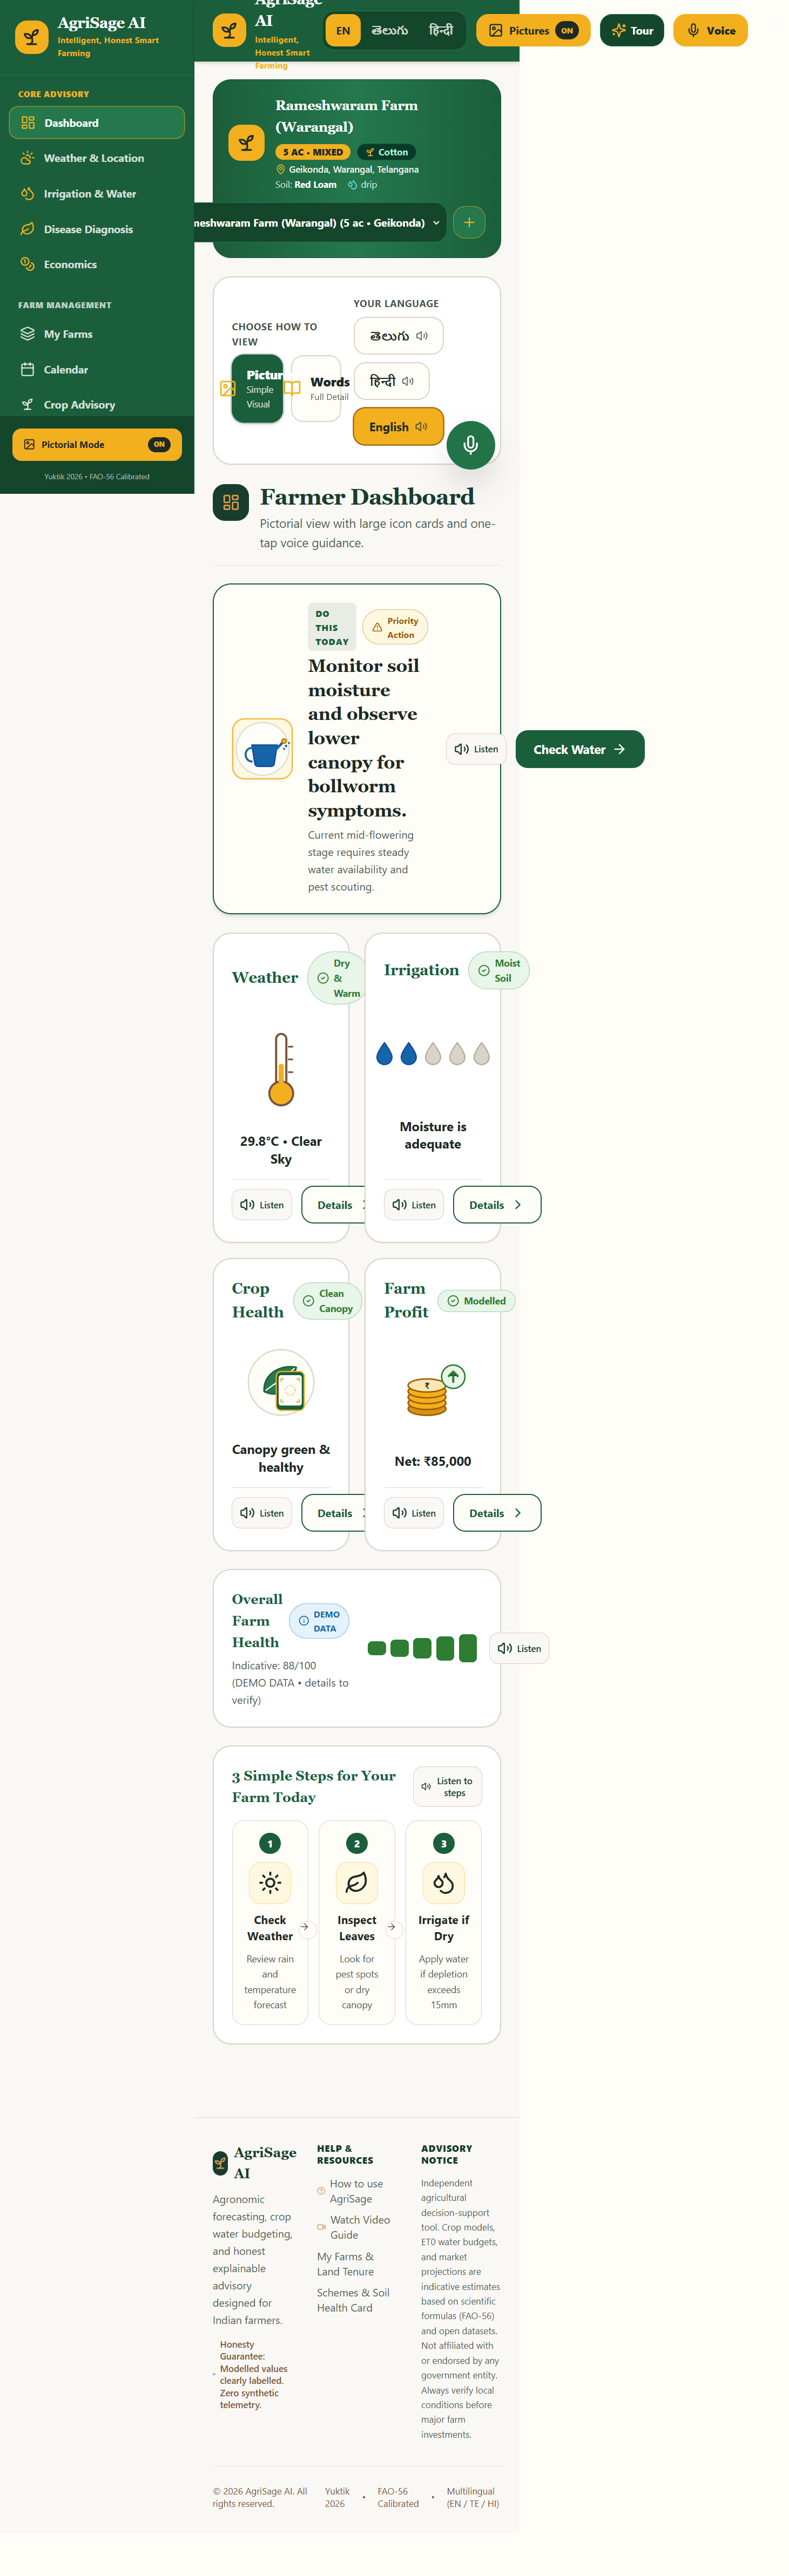 AgriSage AI
Intelligent, Honest Smart
Farming
CORE ADVISORY
Dashboard
Weather & Location
Irrigation & Water
Disease Diagnosis
Economics
FARM MANAGEMENT
My Farms
Calendar
Crop Advisory
Pictorial Mode ON
Yuktik 2026 • FAO-56 Calibrated
AgriSage
AI
Intelligent,
Honest Smart
Farming
EN తెలుగు हिन्दी
Pictures ON
Tour
Voice
Rameshwaram Farm
(Warangal)
5 AC • MIXED Cotton
Geikonda, Warangal, Telangana
Soil: Red Loam drip
meshwaram Farm (Warangal) (5 ac • Geikonda)
CHOOSE HOW TO
VIEW
Pictur
Simple
Visual
Words
Full Detail
YOUR LANGUAGE
తెలుగు
हिन्दी
English
Farmer Dashboard
Pictorial view with large icon cards and one-
tap voice guidance.
DO
THIS
TODAY
Priority
Action
Monitor soil
moisture
and observe
lower
canopy for
bollworm
symptoms.
Current mid-flowering
stage requires steady
water availability and
pest scouting.
Listen
Check Water
Weather
Dry
&
Warm
29.8°C • Clear
Sky
Listen
Details
Irrigation
Moist
Soil
Moisture is
adequate
Listen
Details
Crop
Health
Clean
Canopy
Canopy green &
healthy
Listen
Details
Farm
Profit
Modelled
₹
Net: ₹85,000
Listen
Details
Overall
Farm
Health
DEMO
DATA
Indicative: 88/100
(DEMO DATA • details to
verify)
Listen
3 Simple Steps for Your
Farm Today
Listen to
steps
1
Check
Weather
Review rain
and
temperature
forecast
2
Inspect
Leaves
Look for
pest spots
or dry
canopy
3
Irrigate if
Dry
Apply water
if depletion
exceeds
15mm
AgriSage
AI
Agronomic
forecasting, crop
water budgeting,
and honest
explainable
advisory
designed for
Indian farmers.
Honesty
Guarantee:
Modelled values
clearly labelled.
Zero synthetic
telemetry.
HELP &
RESOURCES
How to use
AgriSage
Watch Video
Guide
My Farms &
Land Tenure
Schemes & Soil
Health Card
ADVISORY
NOTICE
Independent
agricultural
decision-support
tool. Crop models,
ET0 water budgets,
and market
projections are
indicative estimates
based on scientific
formulas (FAO-56)
and open datasets.
Not affiliated with
or endorsed by any
government entity.
Always verify local
conditions before
major farm
investments.
© 2026 AgriSage AI. All
rights reserved.
Yuktik
2026
•
FAO-56
Calibrated
•
Multilingual
(EN / TE / HI)